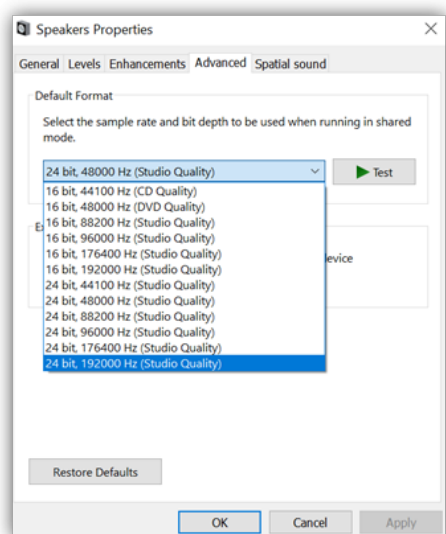 Speakers Properties
General Levels Enhancements Advanced Spatial sound
Default Format
Select the sample rate and bit depth to be used when running in shared
mode.
24 bit, 48000 Hz (Studio Quality)
Test
16 bit, 44100 Hz (CD Quality)
16 bit, 48000 Hz (DVD Quality)
16 bit, 88200 Hz (Studio Quality)
16 bit, 96000 Hz (Studio Quality)
16 bit, 176400 Hz (Studio Quality)
16 bit, 192000 Hz (Studio Quality)
24 bit, 44100 Hz (Studio Quality)
24 bit, 48000 Hz (Studio Quality)
24 bit, 88200 Hz (Studio Quality)
24 bit, 96000 Hz (Studio Quality)
24 bit, 176400 Hz (Studio Quality)
24 bit, 192000 Hz (Studio Quality)
Restore Defaults
OK Cancel Apply